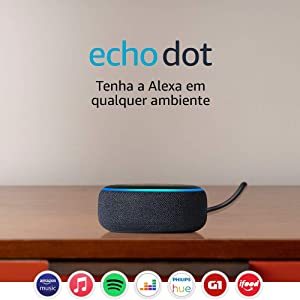 echo dot
Tenha a Alexa em
qualquer ambiente
amazon
music
PHILIPS
hue
G1
ifood